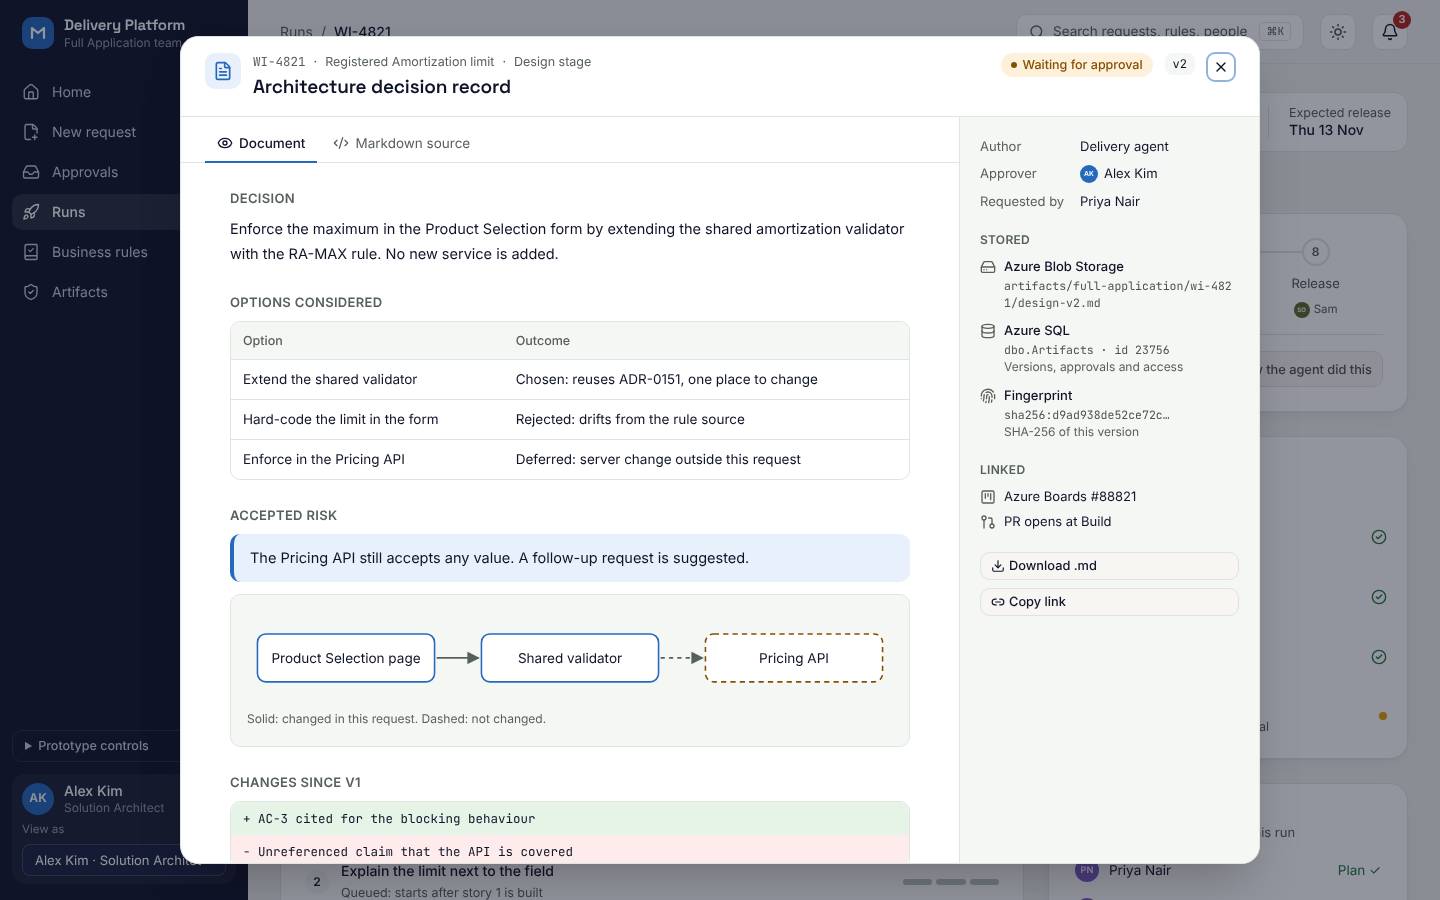 Delivery Platform
Full Application team
Runs / WI-4821
Search requests, rules, people ⌘K
3
Home
New request
Approvals
Runs
Business rules
Artifacts
Prototype controls
AK
Alex Kim
Solution Architect
View as
Alex Kim · Solution Archite
WI-4821 · Registered Amortization limit · Design stage
Architecture decision record
Waiting for approval
v2
Document
Markdown source
DECISION
Enforce the maximum in the Product Selection form by extending the shared amortization validator
with the RA-MAX rule. No new service is added.
OPTIONS CONSIDERED
Option Outcome
Extend the shared validator Chosen: reuses ADR-0151, one place to change
Hard-code the limit in the form Rejected: drifts from the rule source
Enforce in the Pricing API Deferred: server change outside this request
ACCEPTED RISK
The Pricing API still accepts any value. A follow-up request is suggested.
Product Selection page
Shared validator
Pricing API
Solid: changed in this request. Dashed: not changed.
CHANGES SINCE V1
+ AC-3 cited for the blocking behaviour
- Unreferenced claim that the API is covered
Author Delivery agent
Approver AK Alex Kim
Requested by Priya Nair
STORED
Azure Blob Storage
artifacts/full-application/wi-482
1/design-v2.md
Azure SQL
dbo.Artifacts · id 23756
Versions, approvals and access
Fingerprint
sha256:d9ad938de52ce72c…
SHA-256 of this version
LINKED
Azure Boards #88821
PR opens at Build
Download .md
Copy link
Expected release
Thu 13 Nov
8
Release
Sam
the agent did this
al
is run
PN Priya Nair Plan
2 Explain the limit next to the field
Queued: starts after story 1 is built